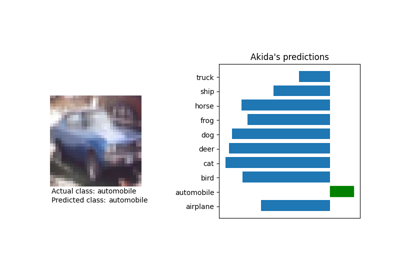 Akida's predictions
truck
ship
horse
frog
dog
deer
cat
bird
automobile
airplane
Actual class: automobile
Predicted class: automobile